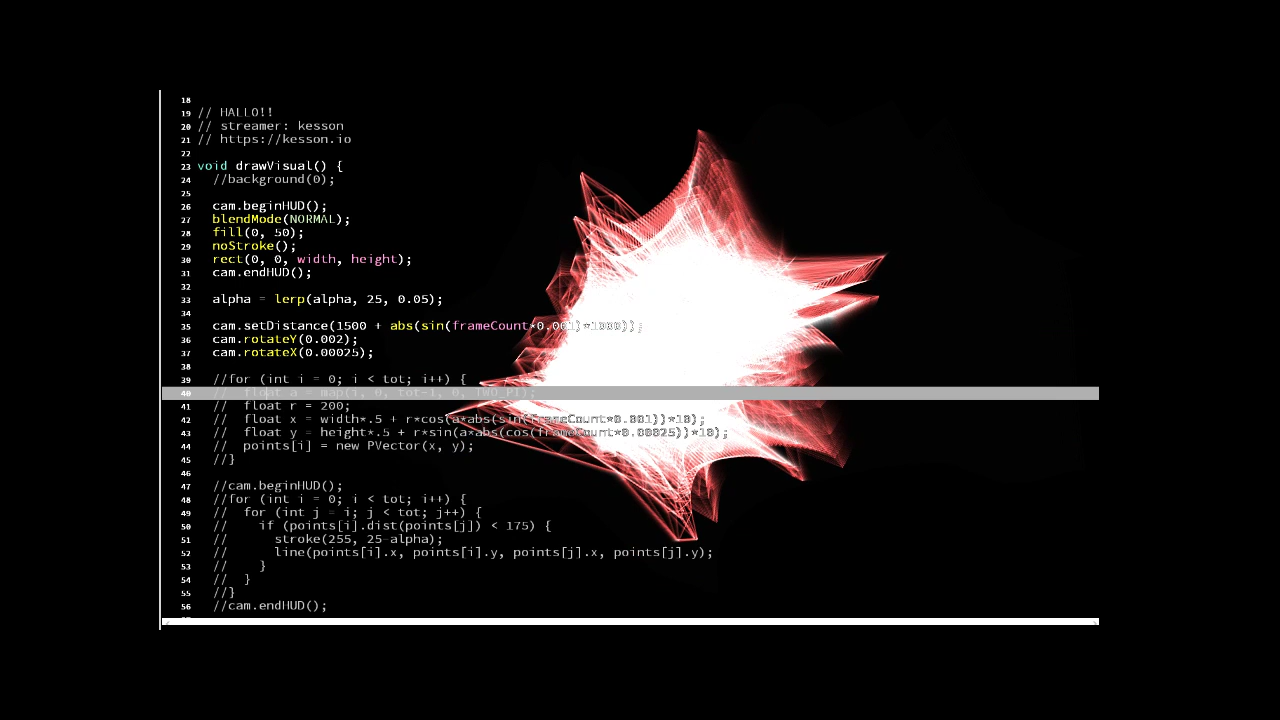 18
19 // HALLO!!
20 // streamer: kesson
21 // https://kesson.io
22
23 void drawVisual() {
24 //background(0);
25
26 cam.beginHUD();
27 blendMode(NORMAL);
28 fill(0, 50);
29 noStroke();
30 rect(0, 0, width, height);
31 cam.endHUD();
32
33 alpha = lerp(alpha, 25, 0.05);
34
35 cam.setDistance(1500 + abs(sin(frameCount*0.001)*1000));
36 cam.rotateY(0.002);
37 cam.rotateX(0.00025);
38
39 //for (int i = 0; i < tot; i++) {
40 // float a = map(i, 0, tot-1, 0, TWO_PI);
41 // float r = 200;
42 // float x = width*.5 + r*cos(a*abs(sin(frameCount*0.001))*10);
43 // float y = height*.5 + r*sin(a*abs(cos(frameCount*0.00025))*10);
44 // points[i] = new PVector(x, y);
45 //}
46
47 //cam.beginHUD();
48 //for (int i = 0; i < tot; i++) {
49 // for (int j = i; j < tot; j++) {
50 // if (points[i].dist(points[j]) < 175) {
51 // stroke(255, 25-alpha);
52 // line(points[i].x, points[i].y, points[j].x, points[j].y);
53 // }
54 // }
55 //}
56 //cam.endHUD();